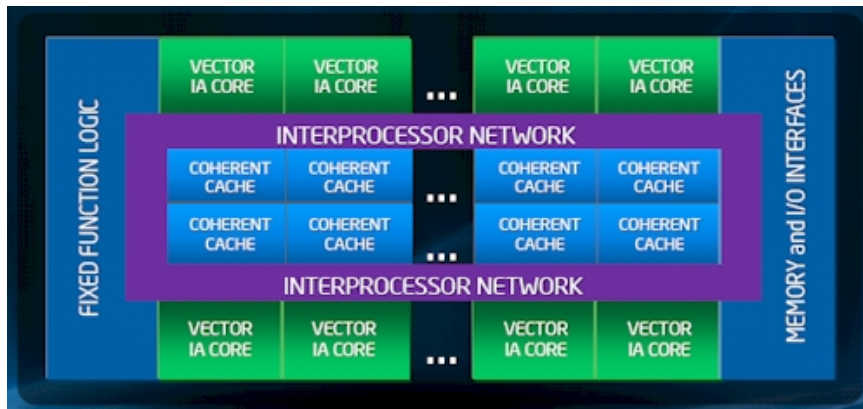 FIXED FUNCTION LOGIC
VECTOR
IA CORE
VECTOR
IA CORE
...
VECTOR
IA CORE
VECTOR
IA CORE
MEMORY and I/O INTERFACES
INTERPROCESSOR NETWORK
COHERENT
CACHE
COHERENT
CACHE
...
COHERENT
CACHE
COHERENT
CACHE
COHERENT
CACHE
COHERENT
CACHE
...
COHERENT
CACHE
COHERENT
CACHE
INTERPROCESSOR NETWORK
VECTOR
IA CORE
VECTOR
IA CORE
...
VECTOR
IA CORE
VECTOR
IA CORE